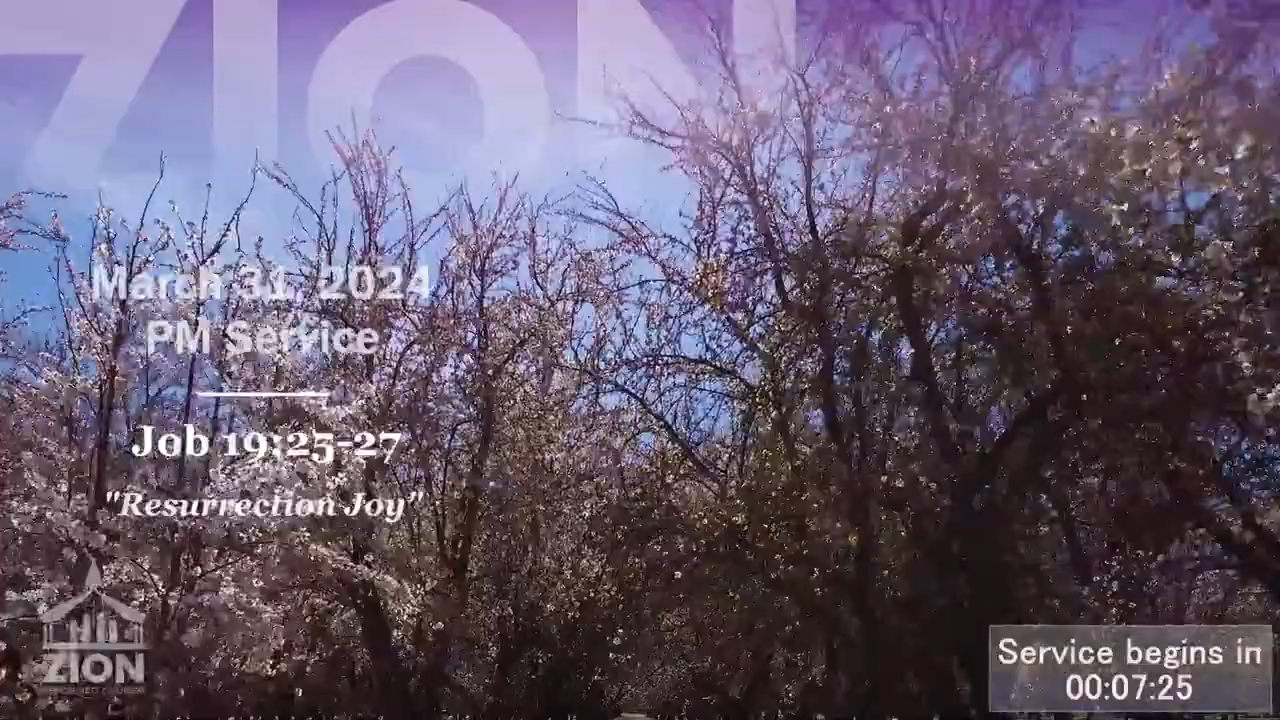 ZION
March 31, 2024
PM Service
Job 19:25-27
"Resurrection Joy"
ZION
Service begins in
00:07:25